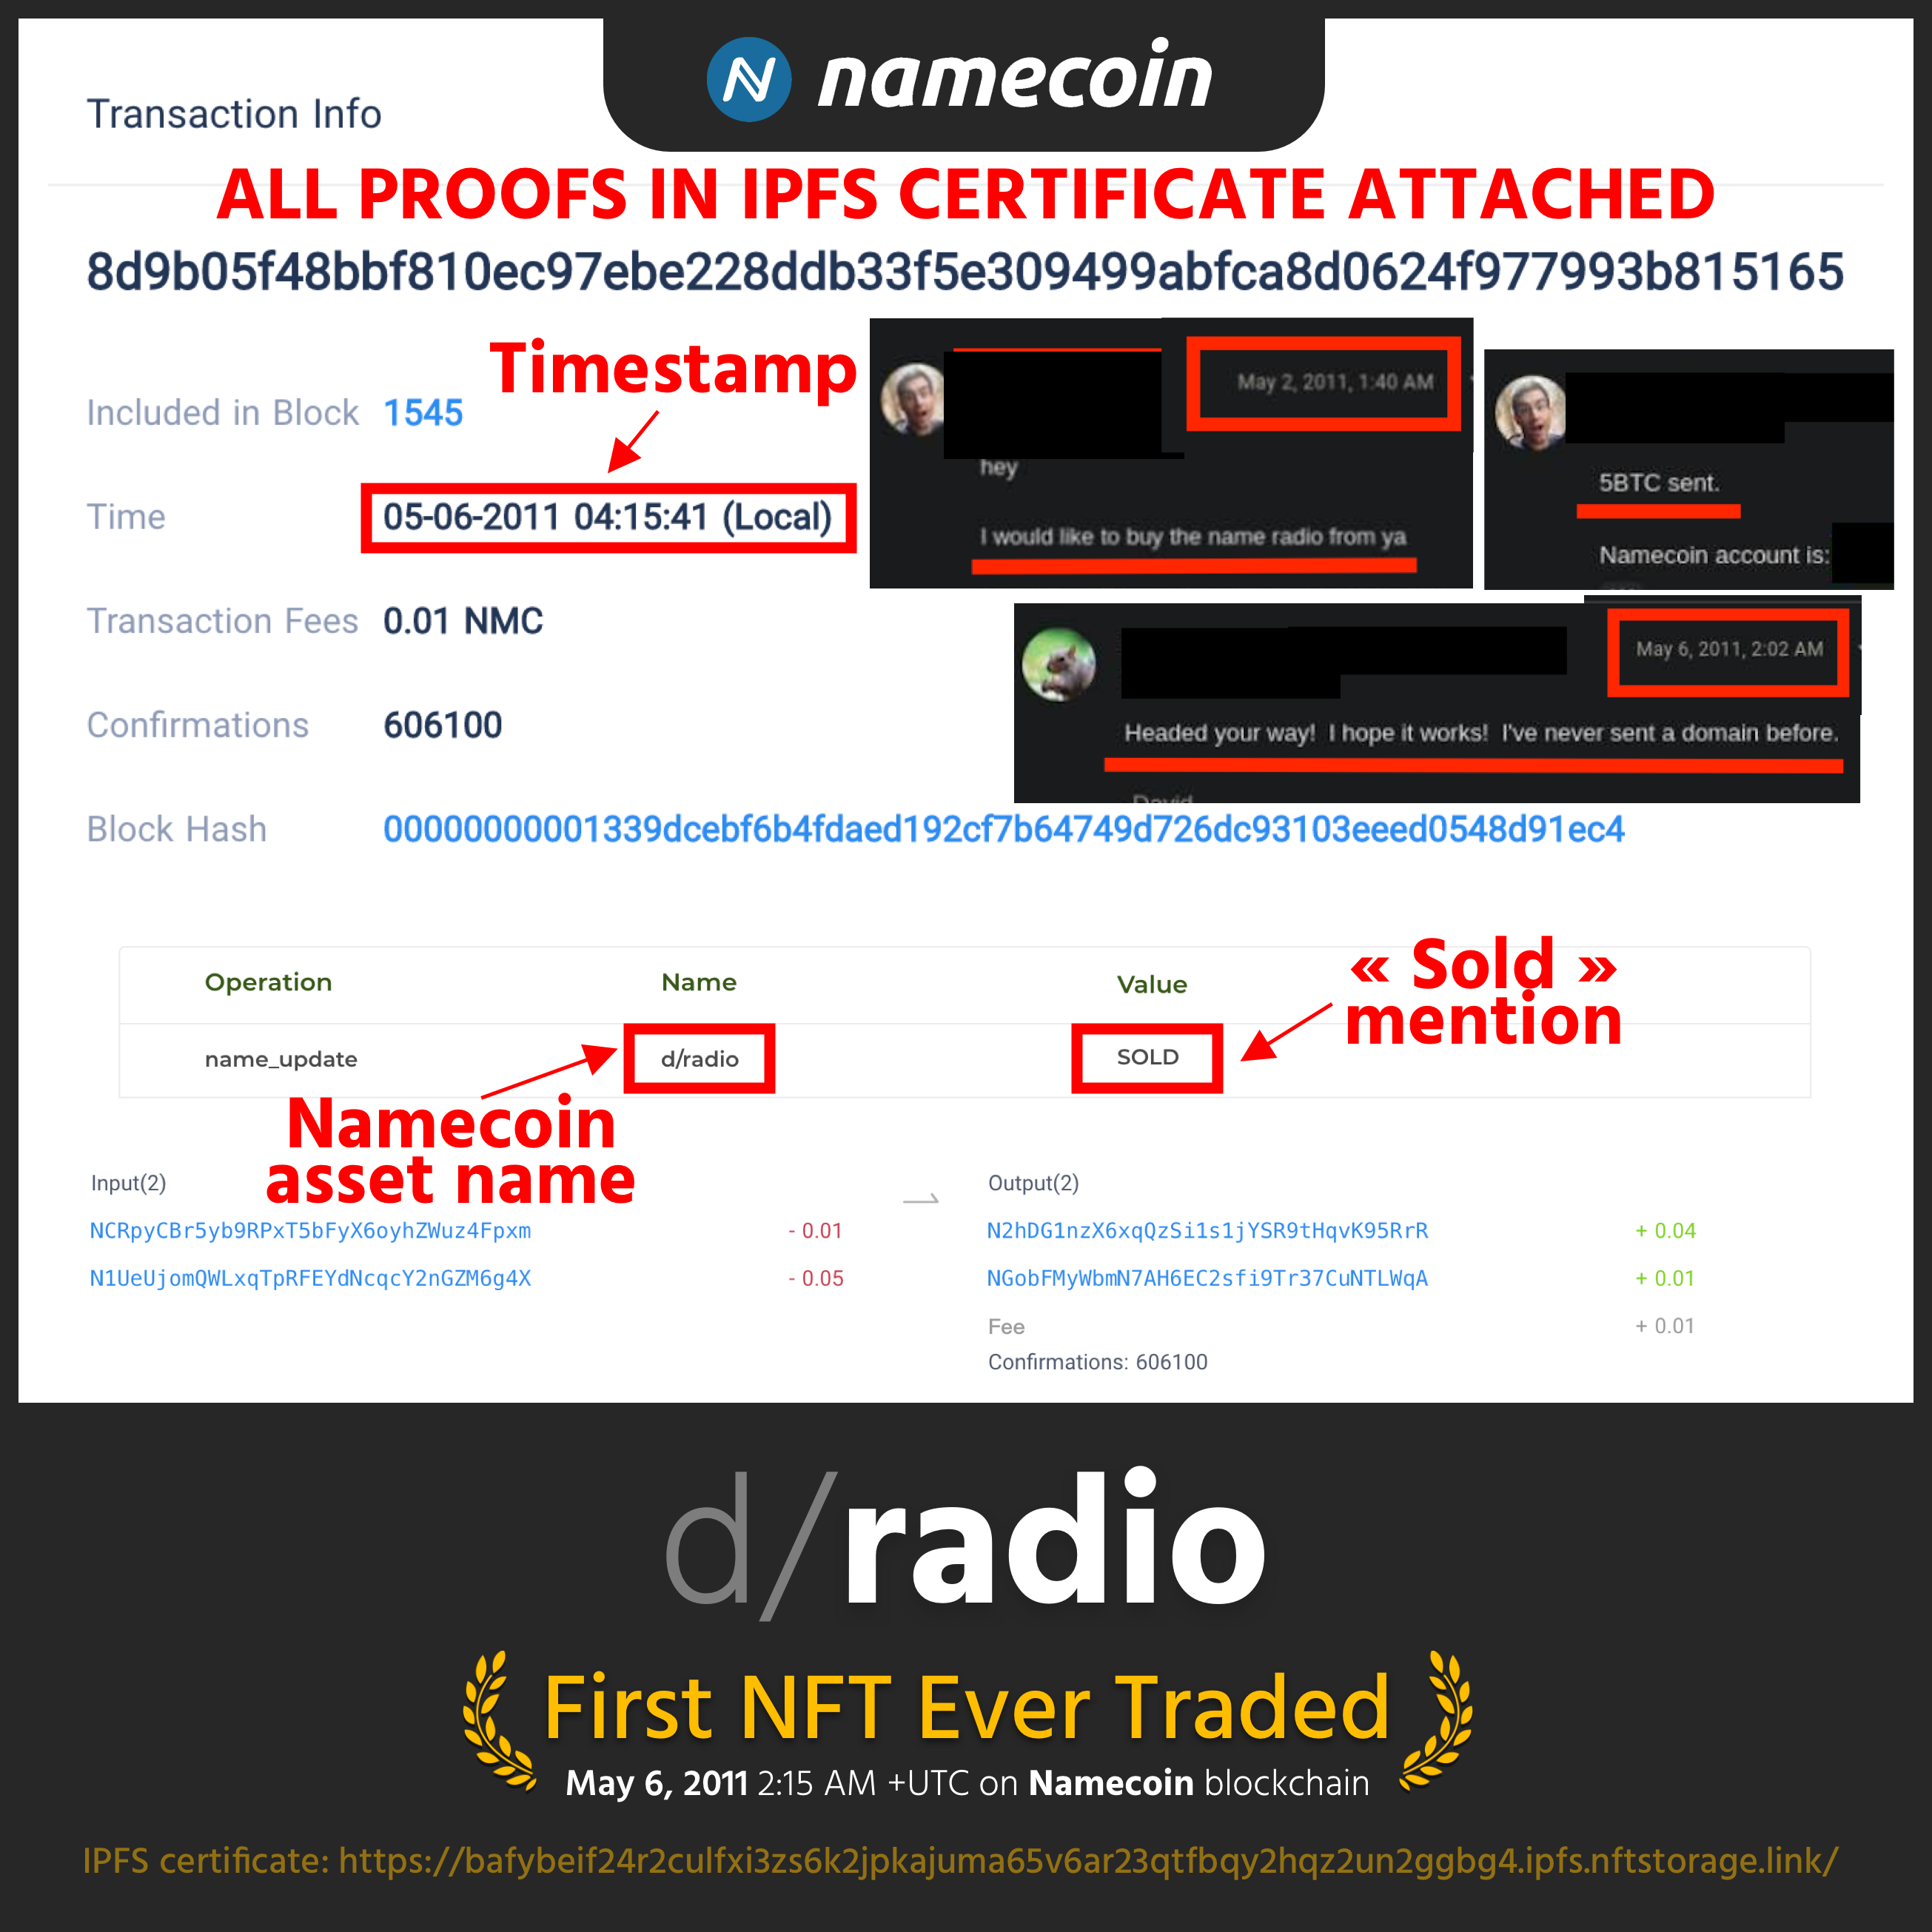 namecoin
Transaction Info
ALL PROOFS IN IPFS CERTIFICATE ATTACHED
8d9b05f48bbf810ec97ebe228ddb33f5e309499abfca8d0624f977993b815165
Timestamp
Included in Block 1545
Time 05-06-2011 04:15:41 (Local)
Transaction Fees 0.01 NMC
Confirmations 606100
Block Hash 00000000001339dcebf6b4fdaed192cf7b64749d726dc93103eeed0548d91ec4
May 2, 2011, 1:40 AM
hey
I would like to buy the name radio from ya
5BTC sent.
Namecoin account is:
May 6, 2011, 2:02 AM
Headed your way! I hope it works! I've never sent a domain before.
David
« Sold »
mention
Operation Name Value
name_update d/radio SOLD
Namecoin
asset name
Input(2)
NCRpyCBr5yb9RPxT5bFyX6oyhZWuz4Fpxm - 0.01
N1UeUjomQWLxqTpRFEYdNcqcY2nGZM6g4X - 0.05
Output(2)
N2hDG1nzX6xqQzSi1s1jYSR9tHqvK95RrR + 0.04
NGobFMyWbmN7AH6EC2sfi9Tr37CuNTLWqA + 0.01
Fee + 0.01
Confirmations: 606100
d/radio
First NFT Ever Traded
May 6, 2011 2:15 AM +UTC on Namecoin blockchain
IPFS certificate: https://bafybeif24r2culfxi3zs6k2jpkajuma65v6ar23qtfbqy2hqz2un2ggbg4.ipfs.nftstorage.link/